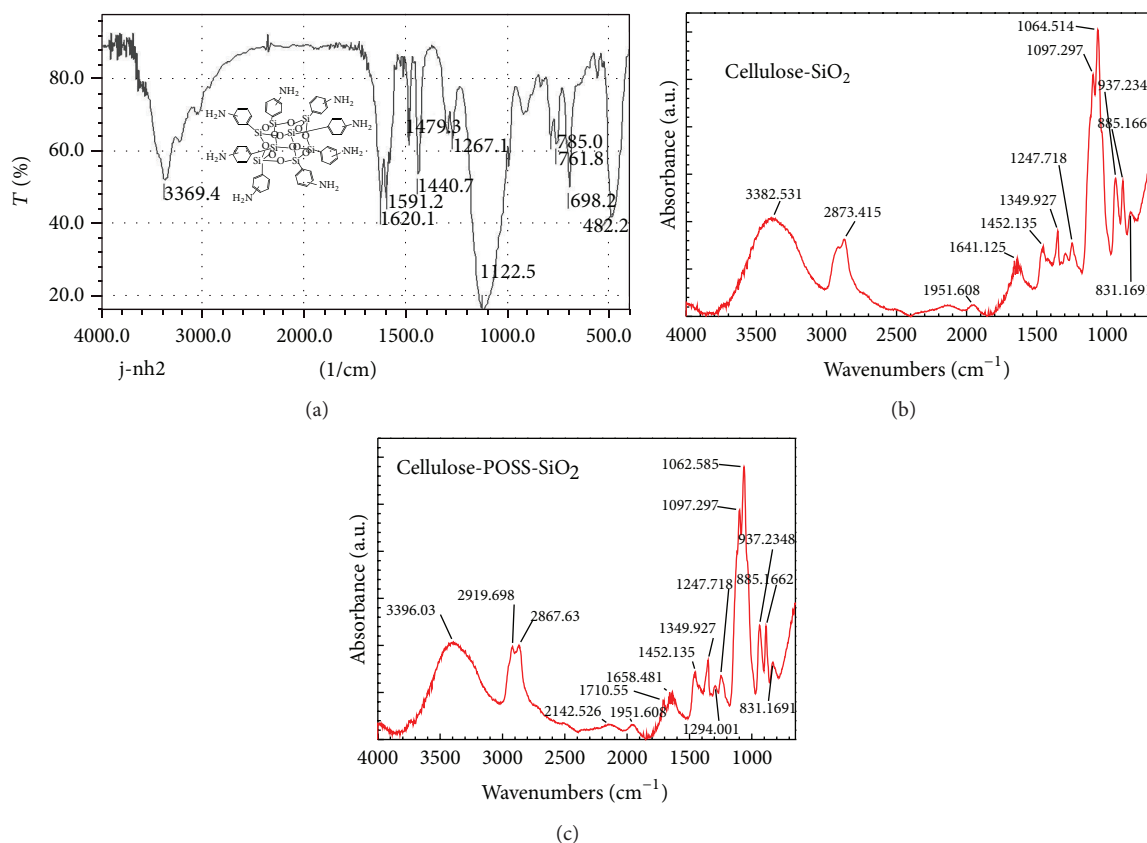 T (%)
80.0
60.0
40.0
20.0
4000.0
3000.0
2000.0
1500.0
1000.0
500.0
j-nh2
(1/cm)
3369.4
1620.1
1591.2
1479.3
1440.7
1267.1
1122.5
785.0
761.8
698.2
482.2
NH2
NH2
NH2
H2N
NH2
H2N
NH2
H2N
NH2
Si
Si
Si
Si
Si
Si
Si
O
O
O
O
O
O
(a)
Cellulose-SiO2
Absorbance (a.u.)
3382.531
2873.415
1951.608
1641.125
1452.135
1349.927
1247.718
1097.297
1064.514
937.234
885.166
831.169
4000
3500
3000
2500
2000
1500
1000
Wavenumbers (cm−1)
(b)
Cellulose-POSS-SiO2
Absorbance (a.u.)
3396.03
2919.698
2867.63
2142.526
1951.608
1710.55
1658.481
1452.135
1349.927
1294.001
1247.718
1097.297
1062.585
937.2348
885.1662
831.1691
4000
3500
3000
2500
2000
1500
1000
Wavenumbers (cm−1)
(c)